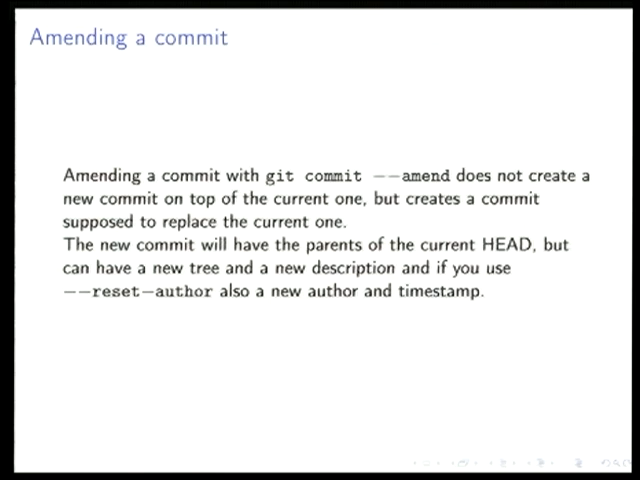 Amending a commit
Amending a commit with git commit --amend does not create a
new commit on top of the current one, but creates a commit
supposed to replace the current one.
The new commit will have the parents of the current HEAD, but
can have a new tree and a new description and if you use
--reset-author also a new author and timestamp.